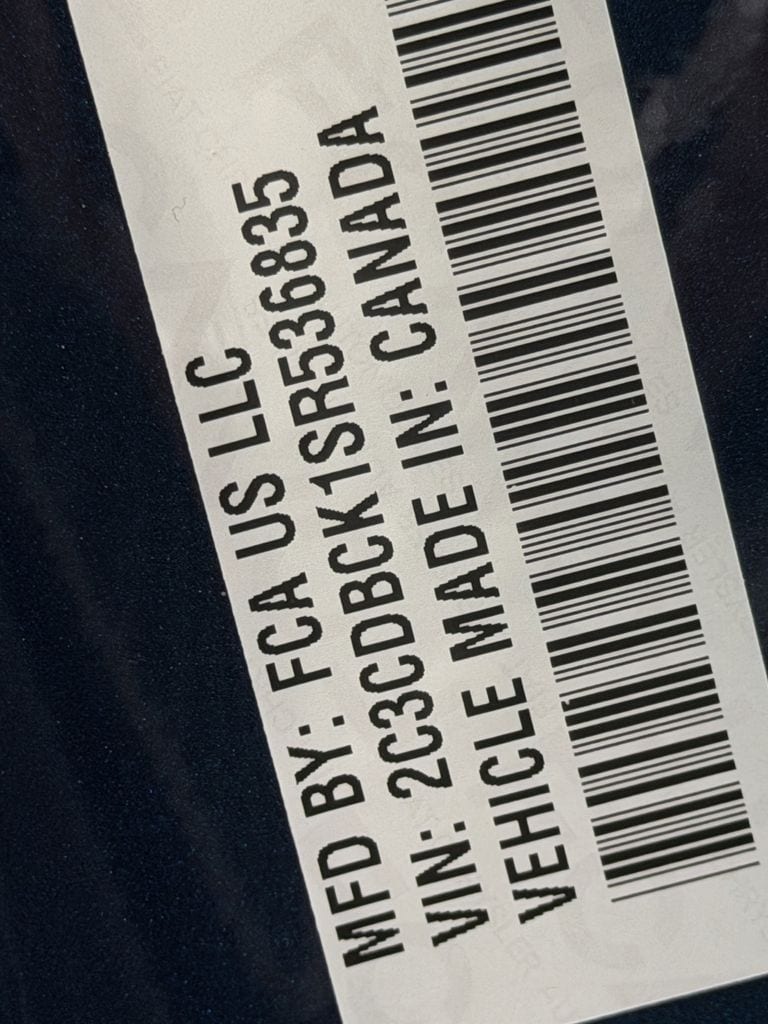 MFD BY: FCA US LLC
VIN: 2C3CDBCK1SR536835
VEHICLE MADE IN: CANADA